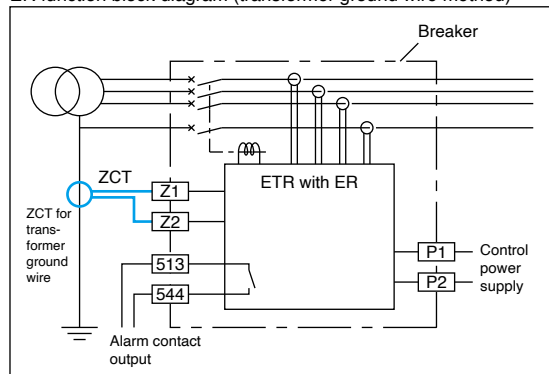 ER function block diagram (transformer ground wire method)
Breaker
ZCT
Z1
ETR with ER
ZCT for
trans-
former
ground
wire
Z2
P1
Control
power
supply
513
P2
544
Alarm contact
output